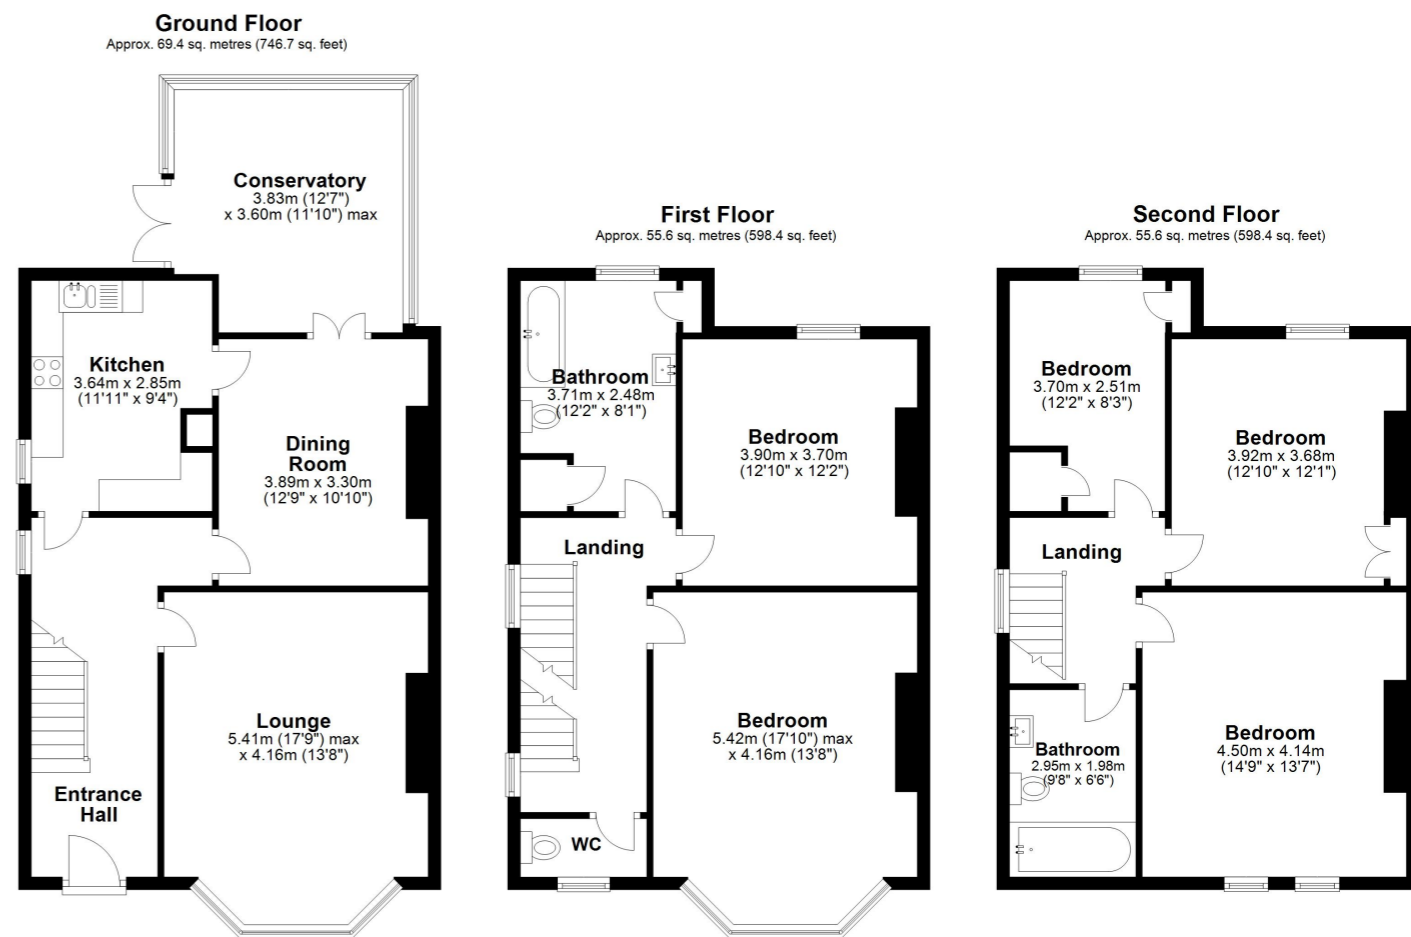 Ground Floor
Approx. 69.4 sq. metres (746.7 sq. feet)
Conservatory
3.83m (12'7")
x 3.60m (11'10") max
Kitchen
3.64m x 2.85m
(11'11" x 9'4")
Dining
Room
3.89m x 3.30m
(12'9" x 10'10")
Lounge
5.41m (17'9") max
x 4.16m (13'8")
Entrance
Hall
First Floor
Approx. 55.6 sq. metres (598.4 sq. feet)
Bathroom
3.71m x 2.48m
(12'2" x 8'1")
Bedroom
3.90m x 3.70m
(12'10" x 12'2")
Landing
Bedroom
5.42m (17'10") max
x 4.16m (13'8")
WC
Second Floor
Approx. 55.6 sq. metres (598.4 sq. feet)
Bedroom
3.70m x 2.51m
(12'2" x 8'3")
Bedroom
3.92m x 3.68m
(12'10" x 12'1")
Landing
Bedroom
4.50m x 4.14m
(14'9" x 13'7")
Bathroom
2.95m x 1.98m
(9'8" x 6'6")